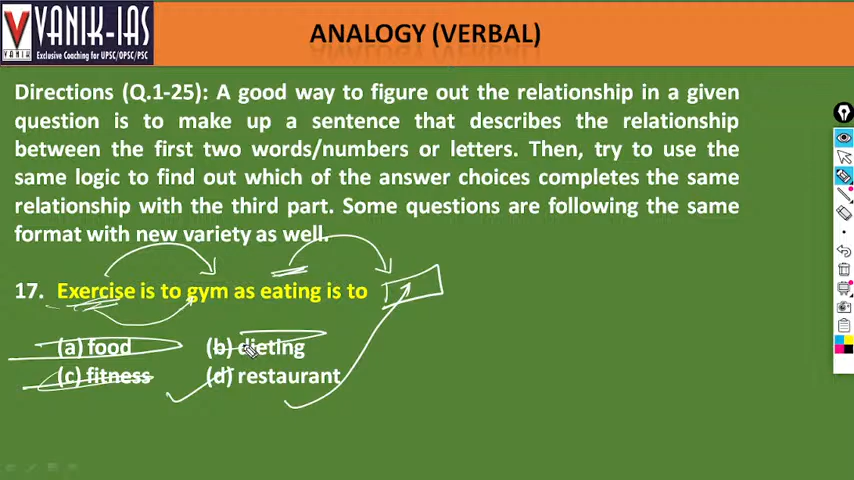 VANIK-IAS
VANIK
Exclusive Coaching for UPSC/OPSC/PSC
ANALOGY (VERBAL)
Directions (Q.1-25): A good way to figure out the relationship in a given
question is to make up a sentence that describes the relationship
between the first two words/numbers or letters. Then, try to use the
same logic to find out which of the answer choices completes the same
relationship with the third part. Some questions are following the same
format with new variety as well.
17. Exercise is to gym as eating is to
(a) food (b) dieting
(c) fitness (d) restaurant